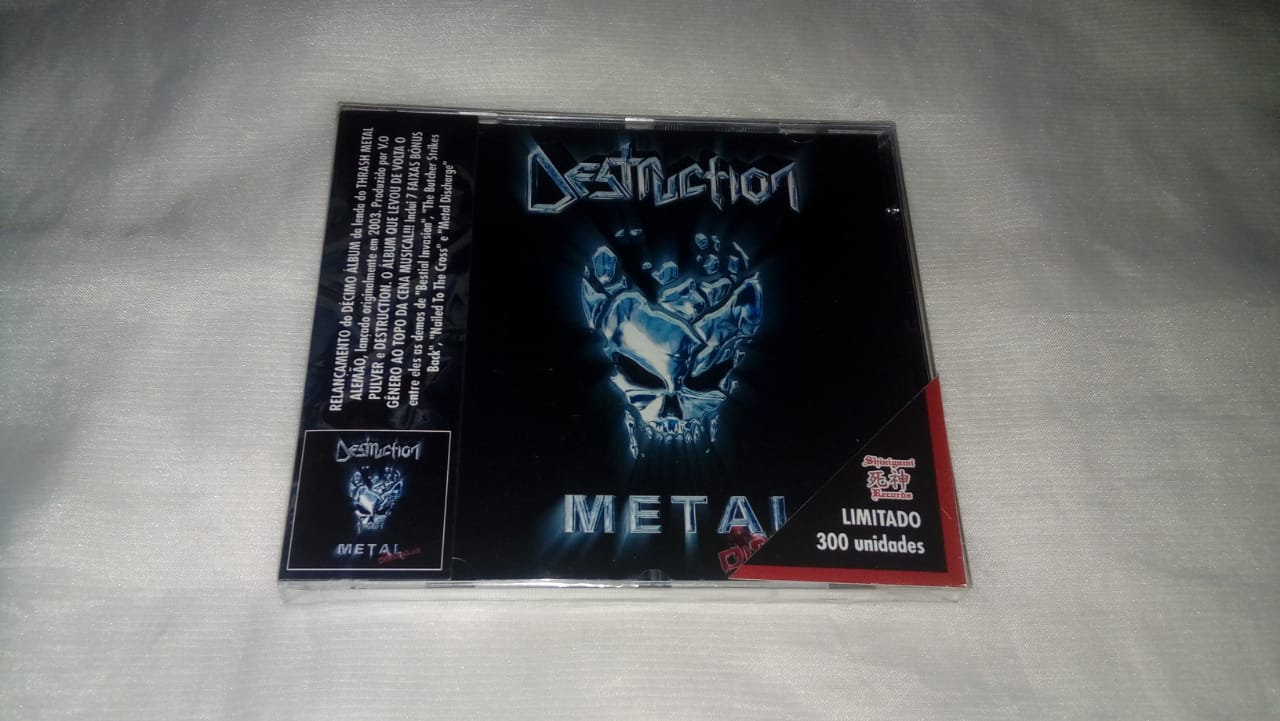 RELANÇAMENTO do DÉCIMO ÁLBUM da lenda do THRASH METAL
ALEMÃO, lançado originalmente em 2003. Produzido por V.O
PULVER e DESTRUCTION. O ÁLBUM QUE LEVOU DE VOLTA O
GÊNERO AO TOPO DA CENA MUSICAL!!! Inclui 7 FAIXAS BÔNUS
entre eles as demos de "Bestial Invasion", "The Butcher Strikes
Back", "Nailed To The Cross" e "Metal Discharge"
DESTRUCTION
METAL
DESTRUCTION
METAL
DIS
Shinigami
死神
Records
LIMITADO
300 unidades